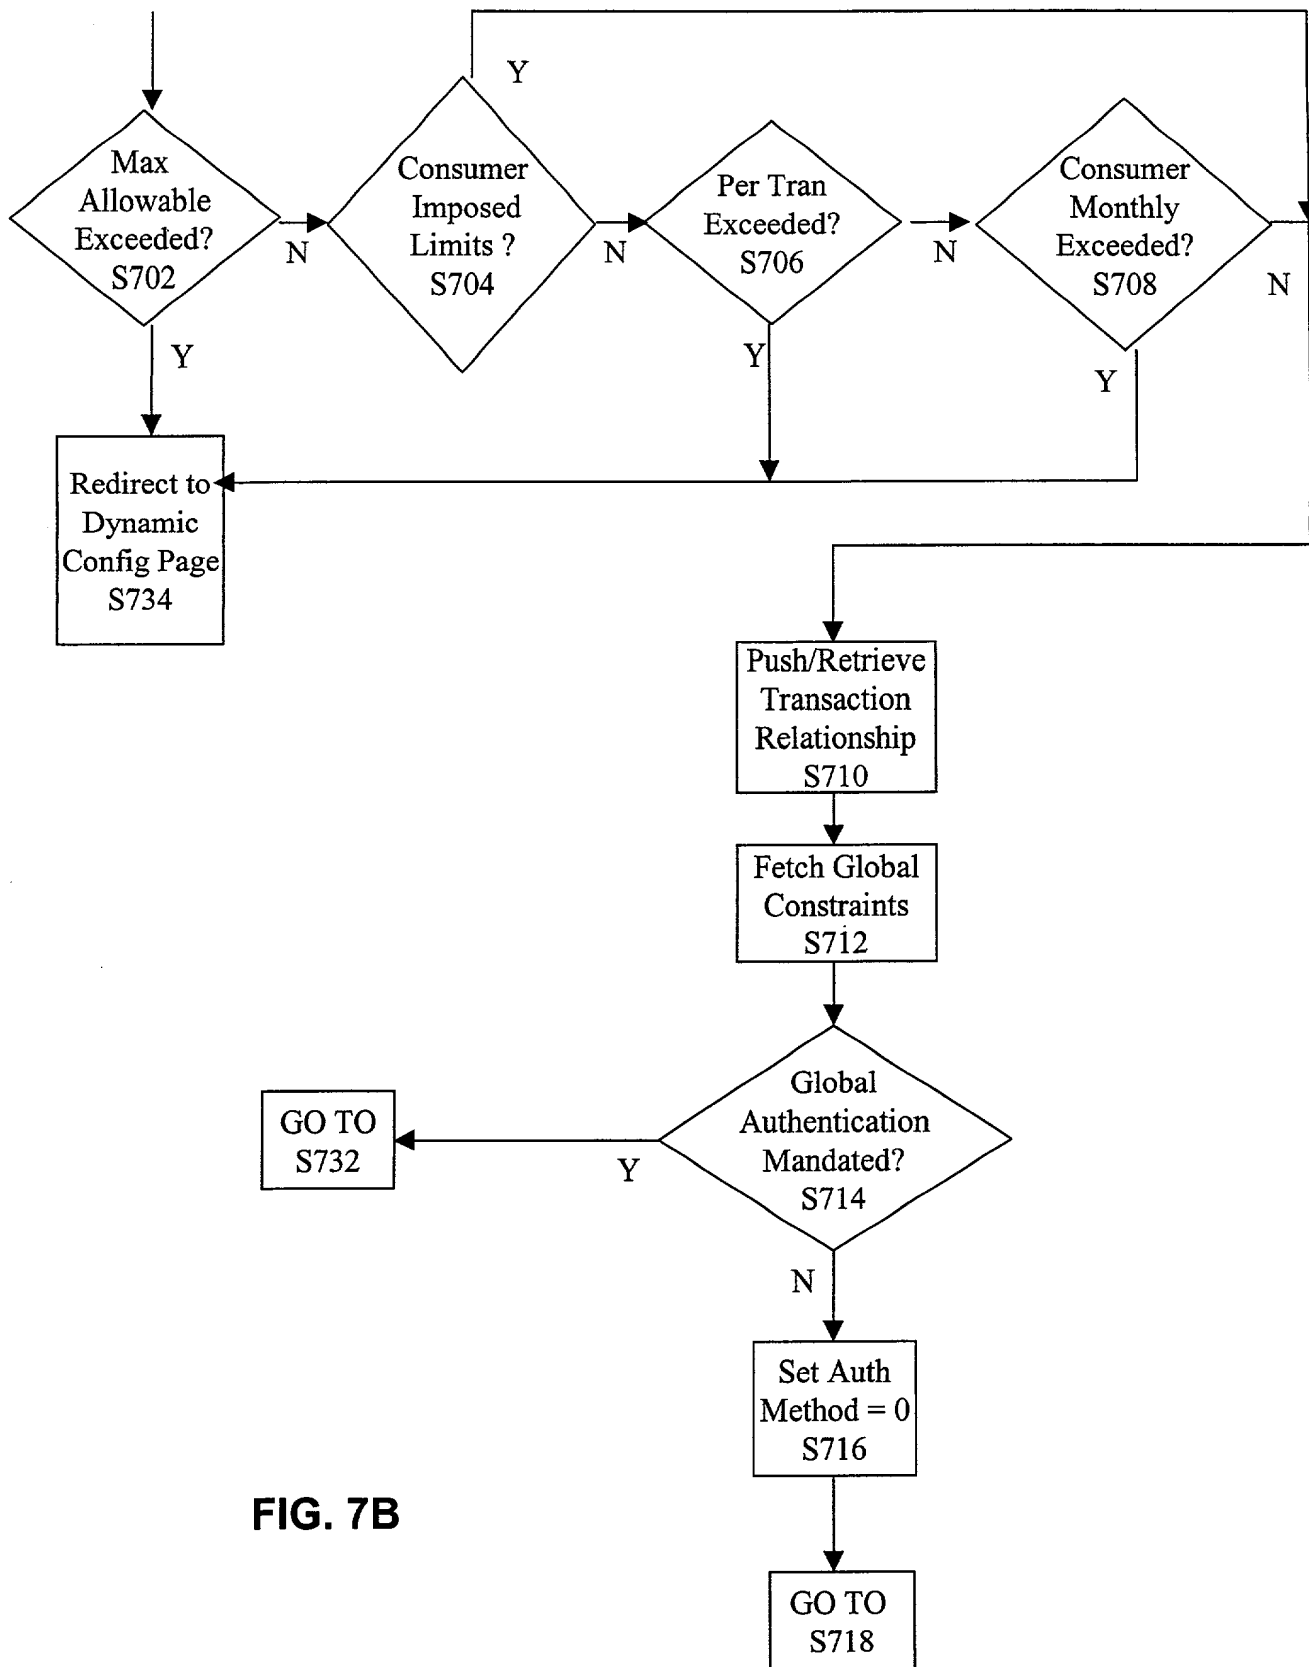 Max
Allowable
Exceeded?
S702
Y
N
Consumer
Imposed
Limits ?
S704
Y
N
Per Tran
Exceeded?
S706
Y
N
Consumer
Monthly
Exceeded?
S708
Y
N
Redirect to
Dynamic
Config Page
S734
Push/Retrieve
Transaction
Relationship
S710
Fetch Global
Constraints
S712
Global
Authentication
Mandated?
S714
Y
GO TO
S732
N
Set Auth
Method = 0
S716
GO TO
S718
FIG. 7B